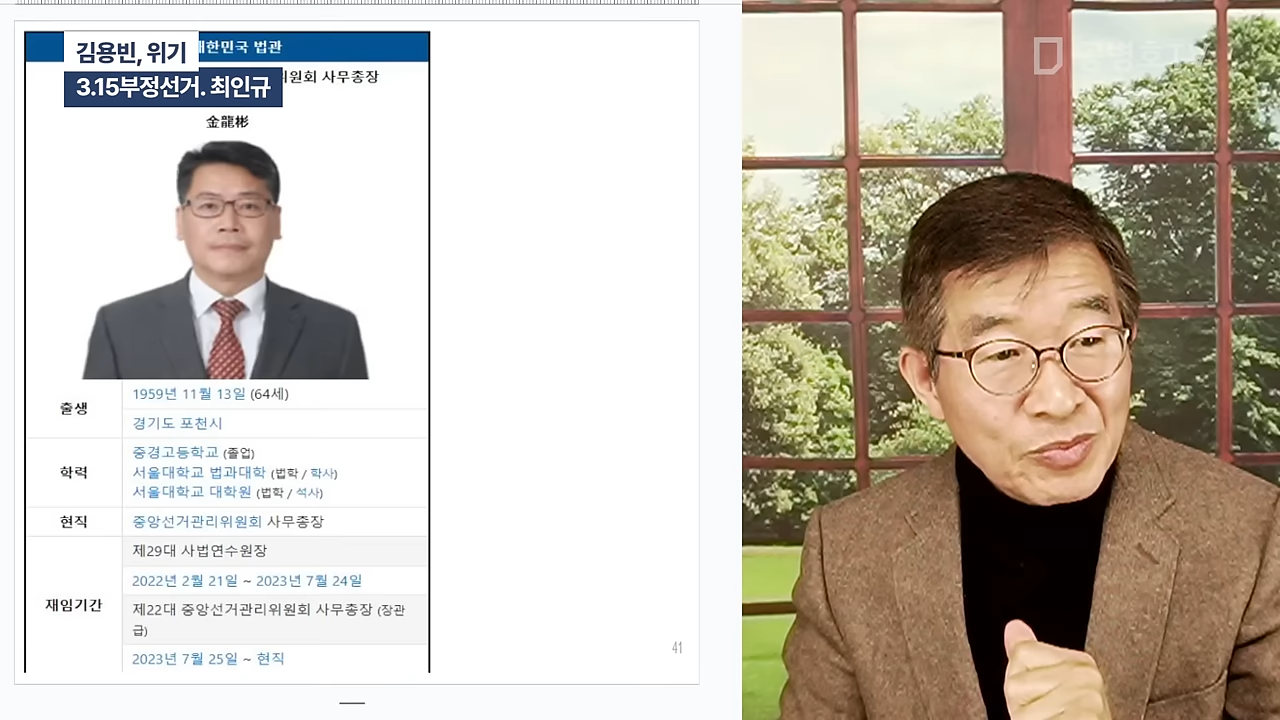 김용빈, 위기
3.15부정선거. 최인규
대한민국 법관
위원회 사무총장
金龍彬
출생
1959년 11월 13일 (64세)
경기도 포천시
학력
중경고등학교 (졸업)
서울대학교 법과대학 (법학 / 학사)
서울대학교 대학원 (법학 / 석사)
현직
중앙선거관리위원회 사무총장
재임기간
제29대 사법연수원장
2022년 2월 21일 ~ 2023년 7월 24일
제22대 중앙선거관리위원회 사무총장 (장관
급)
2023년 7월 25일 ~ 현직
41